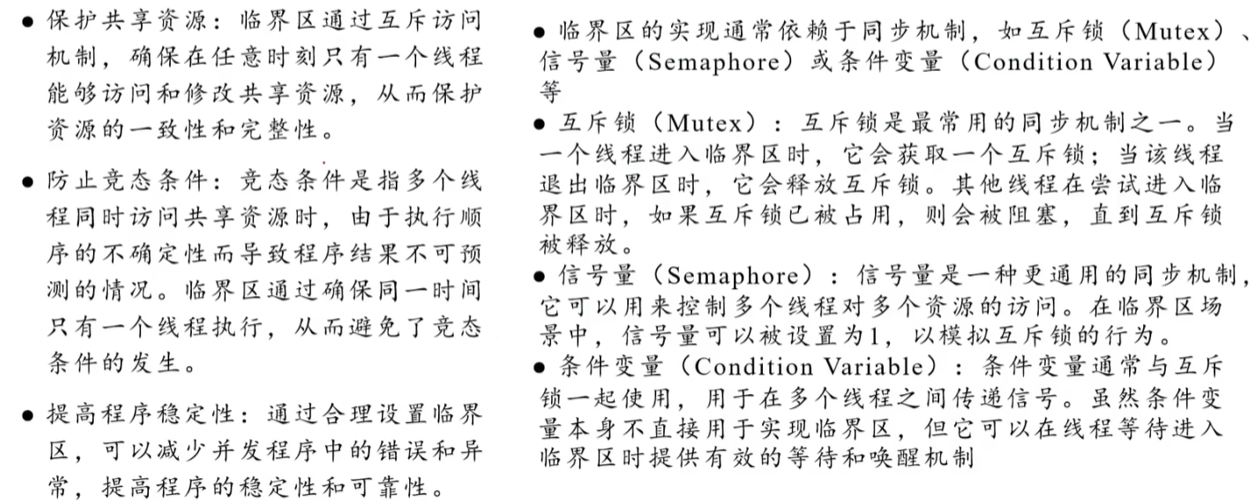 ● 保护共享资源：临界区通过互斥访问
机制，确保在任意时刻只有一个线程
能够访问和修改共享资源，从而保护
资源的一致性和完整性。
● 防止竞态条件：竞态条件是指多个线
程同时访问共享资源时，由于执行顺
序的不确定性而导致程序结果不可预
测的情况。临界区通过确保同一时间
只有一个线程执行，从而避免了竞态
条件的发生。
● 提高程序稳定性：通过合理设置临界
区，可以减少并发程序中的错误和异
常，提高程序的稳定性和可靠性。
● 临界区的实现通常依赖于同步机制，如互斥锁（Mutex）、
信号量（Semaphore）或条件变量（Condition Variable）
等
● 互斥锁（Mutex）：互斥锁是最常用的同步机制之一。当
一个线程进入临界区时，它会获取一个互斥锁；当该线程
退出临界区时，它会释放互斥锁。其他线程在尝试进入临
界区时，如果互斥锁已被占用，则会被阻塞，直到互斥锁
被释放。
● 信号量（Semaphore）：信号量是一种更通用的同步机制，
它可以用来控制多个线程对多个资源的访问。在临界区场
景中，信号量可以被设置为1，以模拟互斥锁的行为。
● 条件变量（Condition Variable）：条件变量通常与互斥
锁一起使用，用于在多个线程之间传递信号。虽然条件变
量本身不直接用于实现临界区，但它可以在线程等待进入
临界区时提供有效的等待和唤醒机制